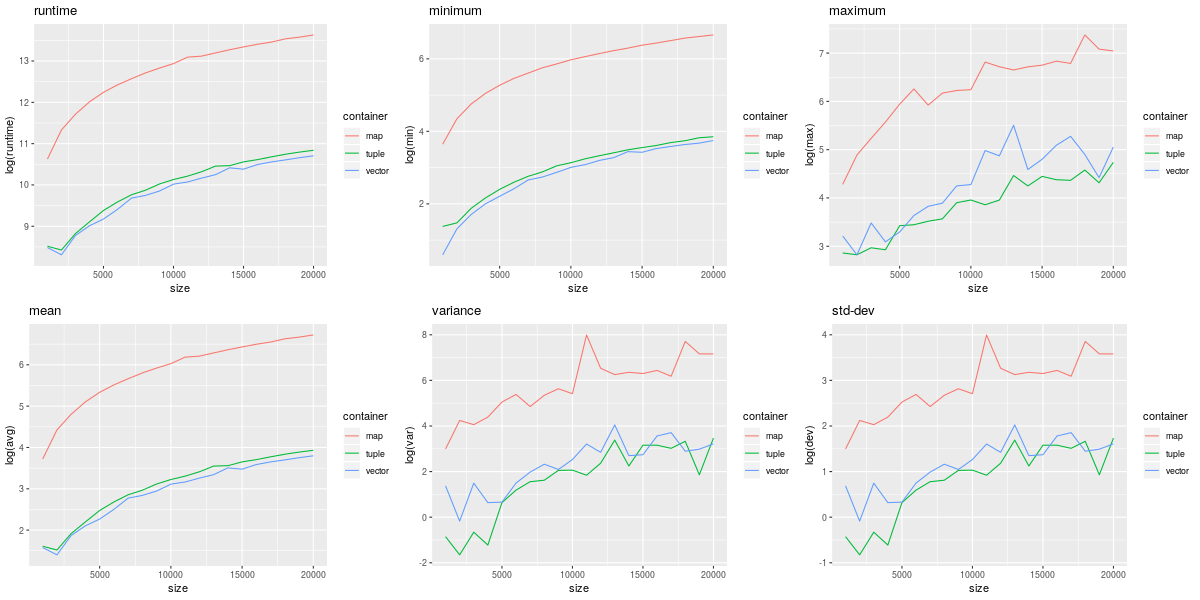 runtime
log(runtime)
13
12
11
10
9
5000 10000 15000 20000
size
container
map
tuple
vector
minimum
log(min)
6
4
2
5000 10000 15000 20000
size
container
map
tuple
vector
maximum
log(max)
7
6
5
4
3
5000 10000 15000 20000
size
container
map
tuple
vector
mean
log(avg)
6
5
4
3
2
5000 10000 15000 20000
size
container
map
tuple
vector
variance
log(var)
8
6
4
2
0
-2
5000 10000 15000 20000
size
container
map
tuple
vector
std-dev
log(dev)
4
3
2
1
0
-1
5000 10000 15000 20000
size
container
map
tuple
vector